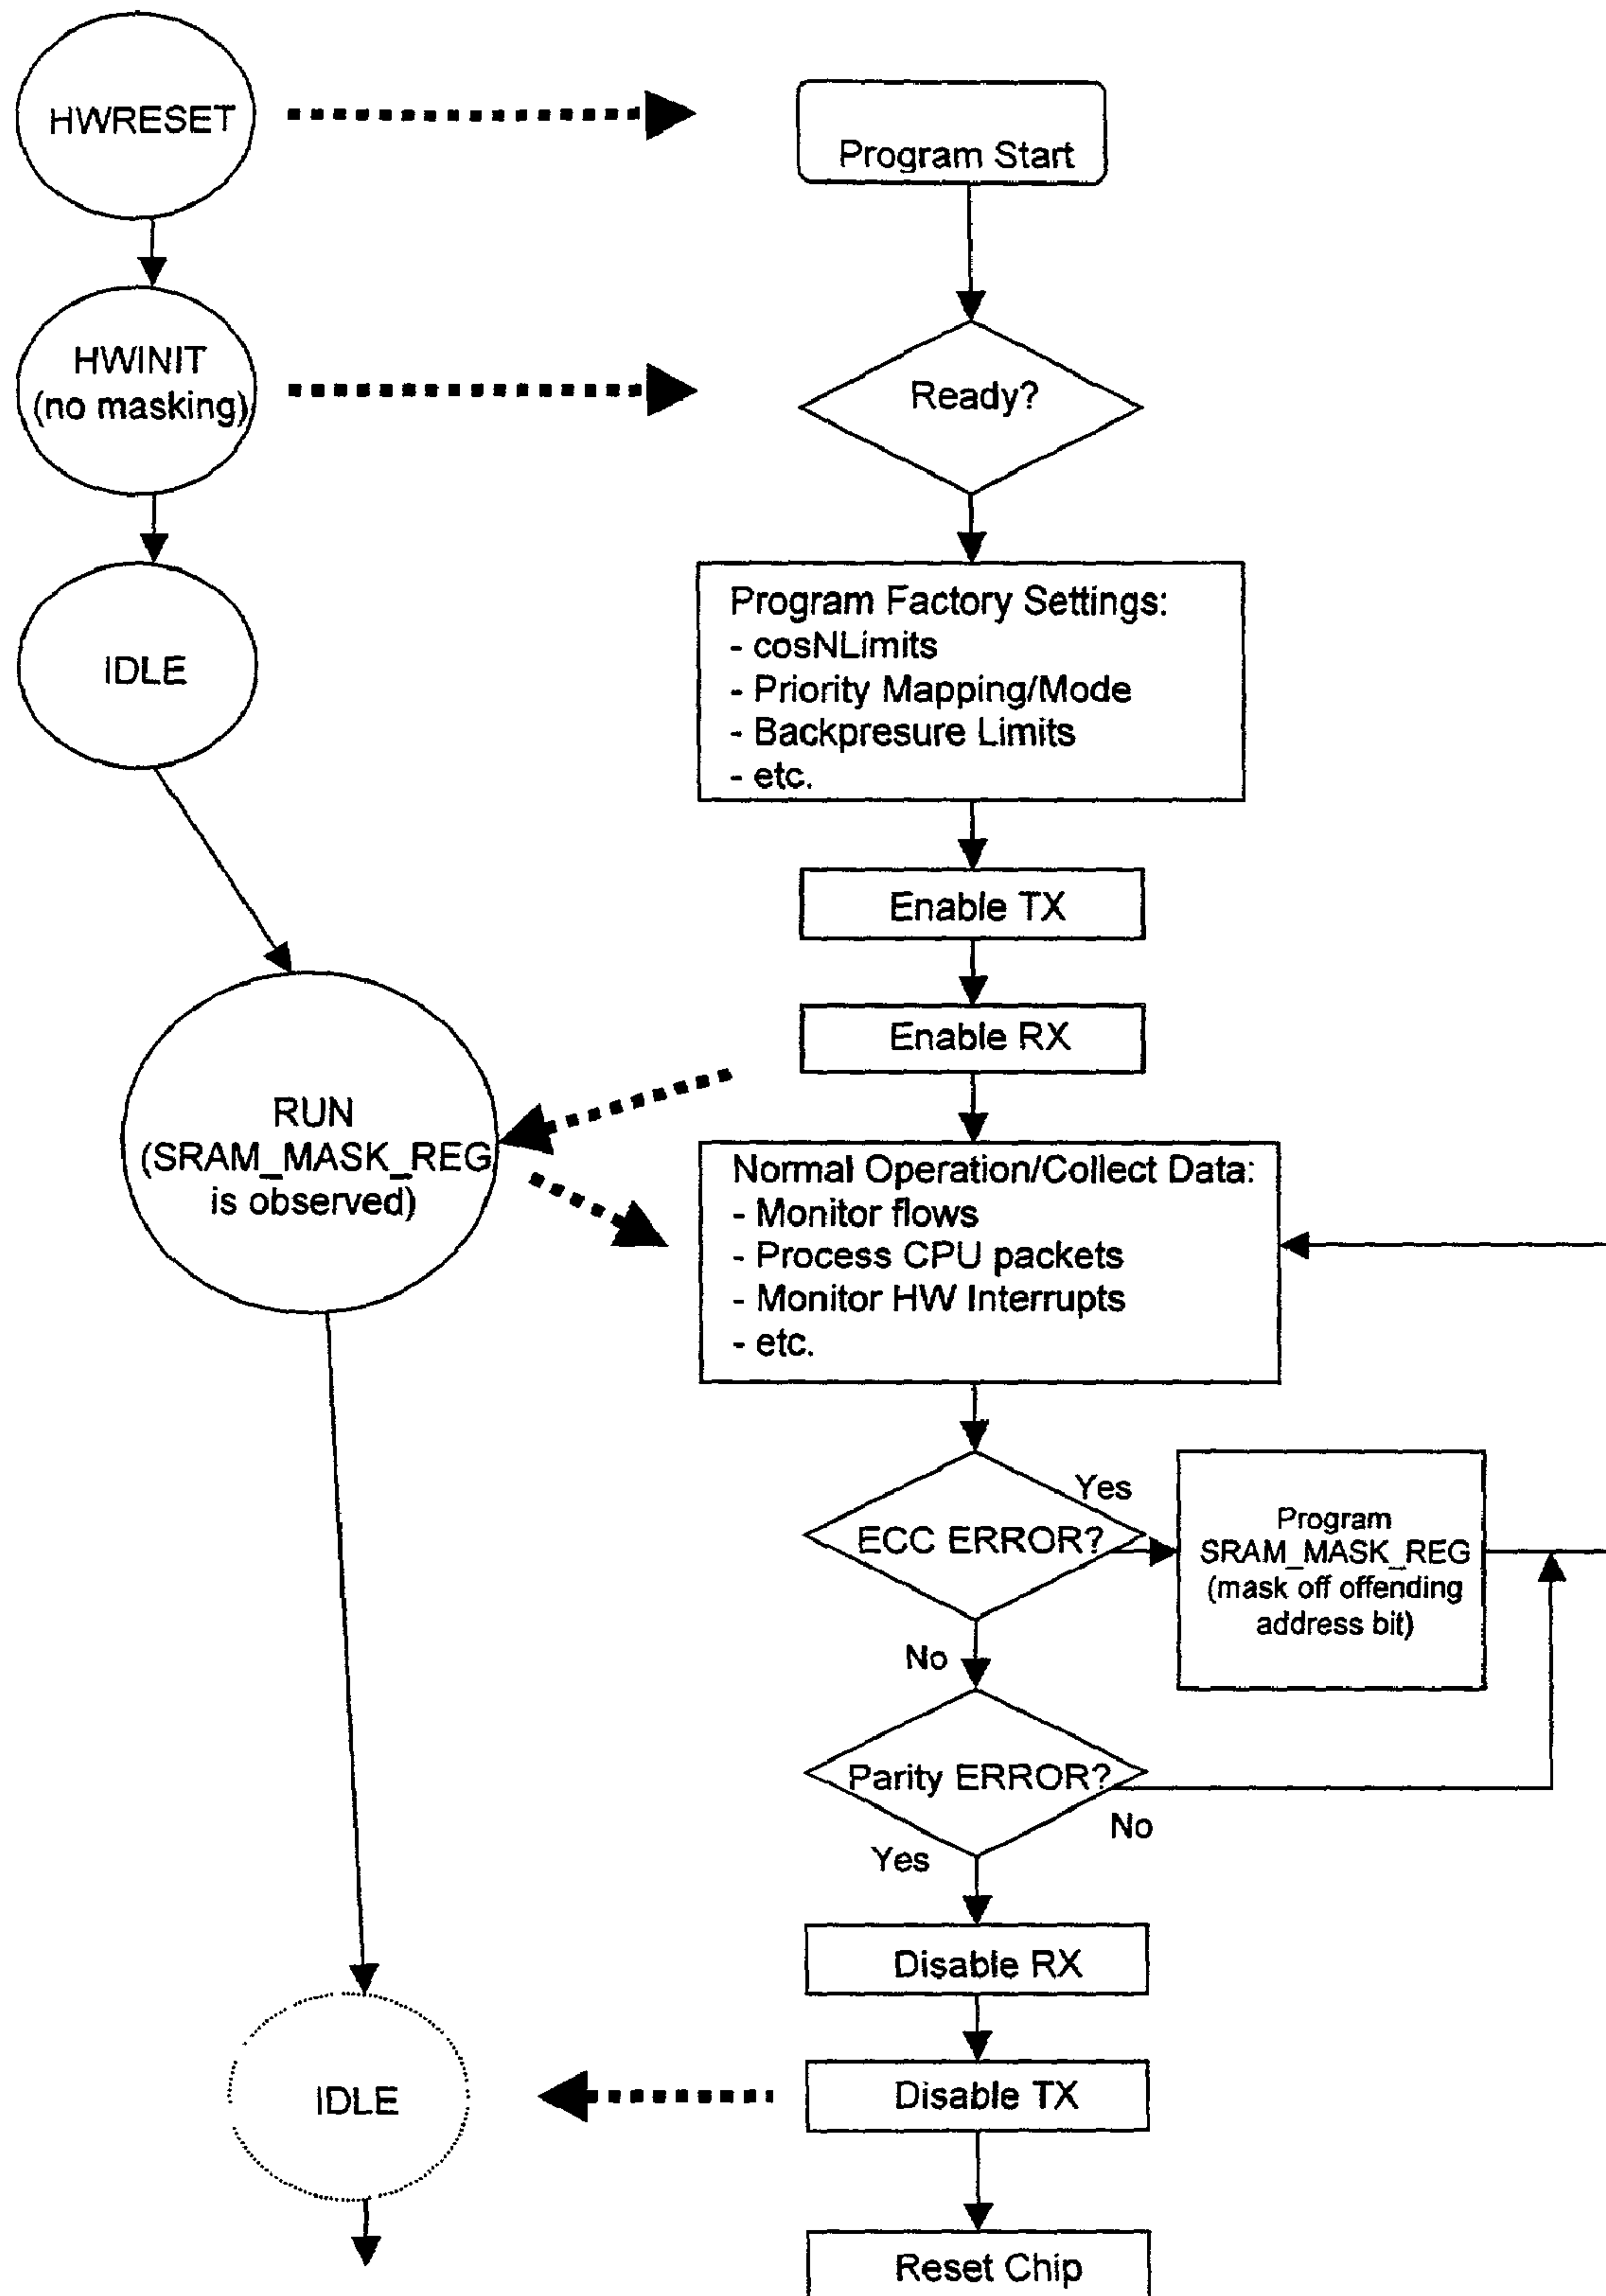 HWRESET
Program Start
HWINIT
(no masking)
Ready?
IDLE
Program Factory Settings:
- cosNLimits
- Priority Mapping/Mode
- Backpresure Limits
- etc.
Enable TX
Enable RX
RUN
(SRAM_MASK_REG
is observed)
Normal Operation/Collect Data:
- Monitor flows
- Process CPU packets
- Monitor HW Interrupts
- etc.
ECC ERROR?
Yes
Program
SRAM_MASK_REG
(mask off offending
address bit)
No
Parity ERROR?
No
Yes
Disable RX
IDLE
Disable TX
Reset Chip